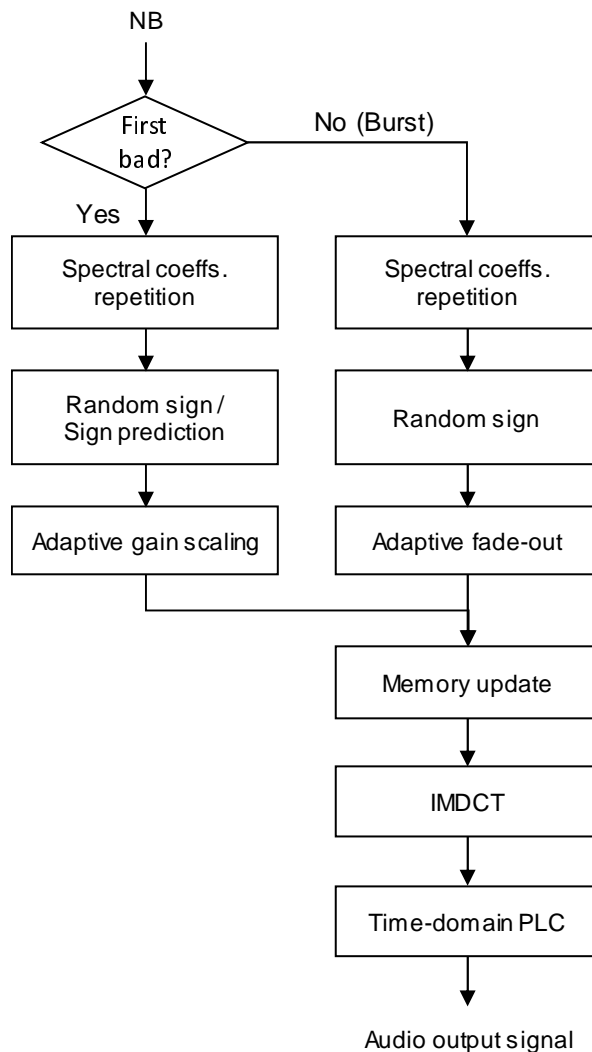 NB
First
bad?
No (Burst)
Yes
Spectral coeffs.
repetition
Spectral coeffs.
repetition
Random sign /
Sign prediction
Random sign
Adaptive gain scaling
Adaptive fade-out
Memory update
IMDCT
Time-domain PLC
Audio output signal